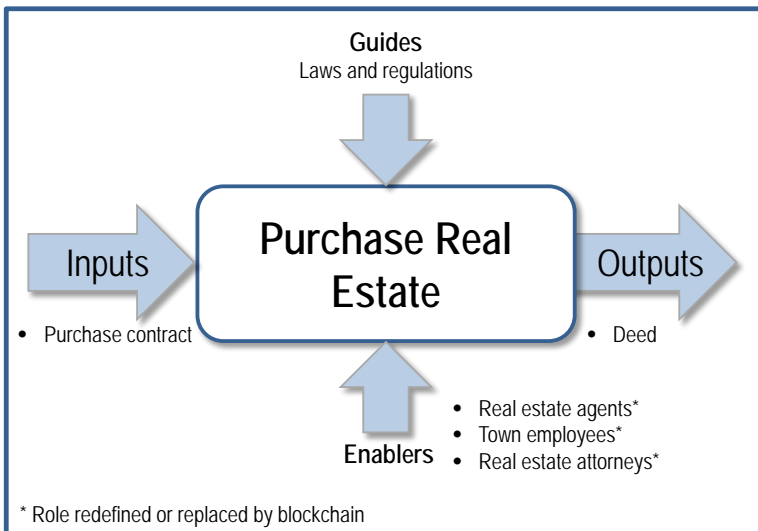 Guides
Laws and regulations
Inputs
Purchase Real
Estate
Outputs
• Purchase contract
• Deed
Enablers
• Real estate agents*
• Town employees*
• Real estate attorneys*
* Role redefined or replaced by blockchain